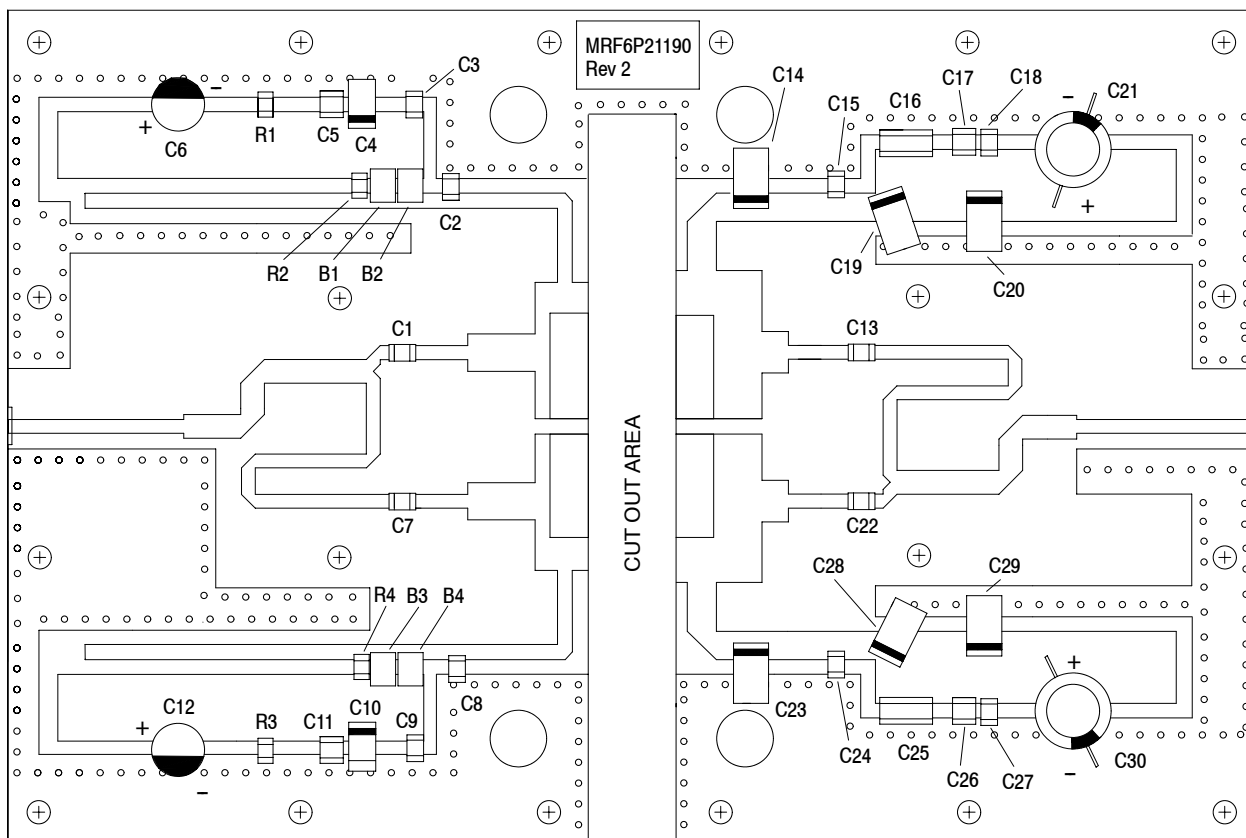 MRF6P21190
Rev 2
C3
C14
C15
C16
C17
C18
C21
-
-
+
C6
R1
C5
C4
C2
R2
B1
B2
+
C19
C20
C1
C13
CUT OUT AREA
C7
C22
C28
C29
R4
B3
B4
C12
+
R3
C11
C10
C9
C8
-
C23
C24
C25
C26
C27
+
-
C30